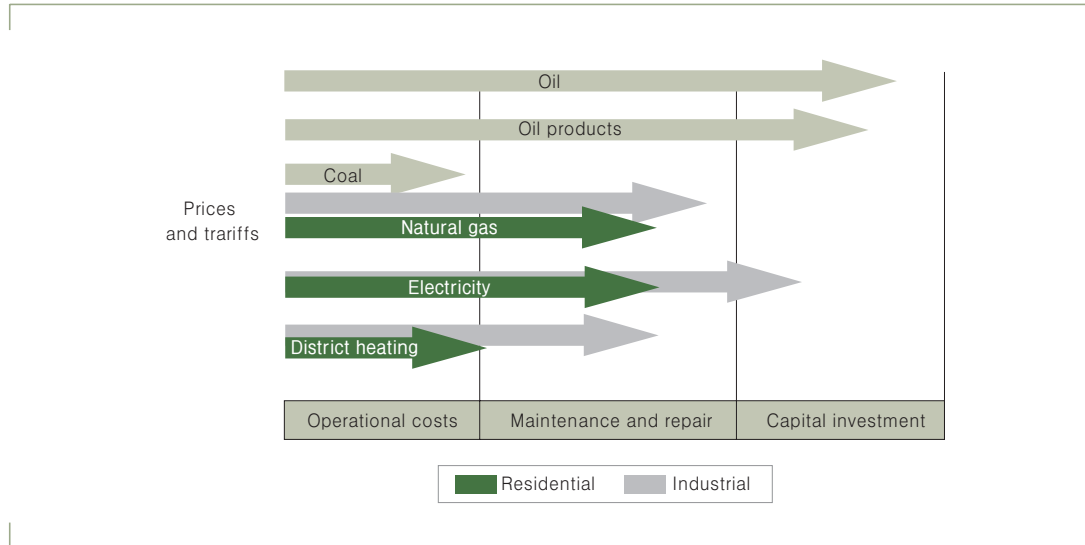 Oil
Oil products
Coal
Prices
and trariffs
Natural gas
Electricity
District heating
Operational costs
Maintenance and repair
Capital investment
Residential
Industrial